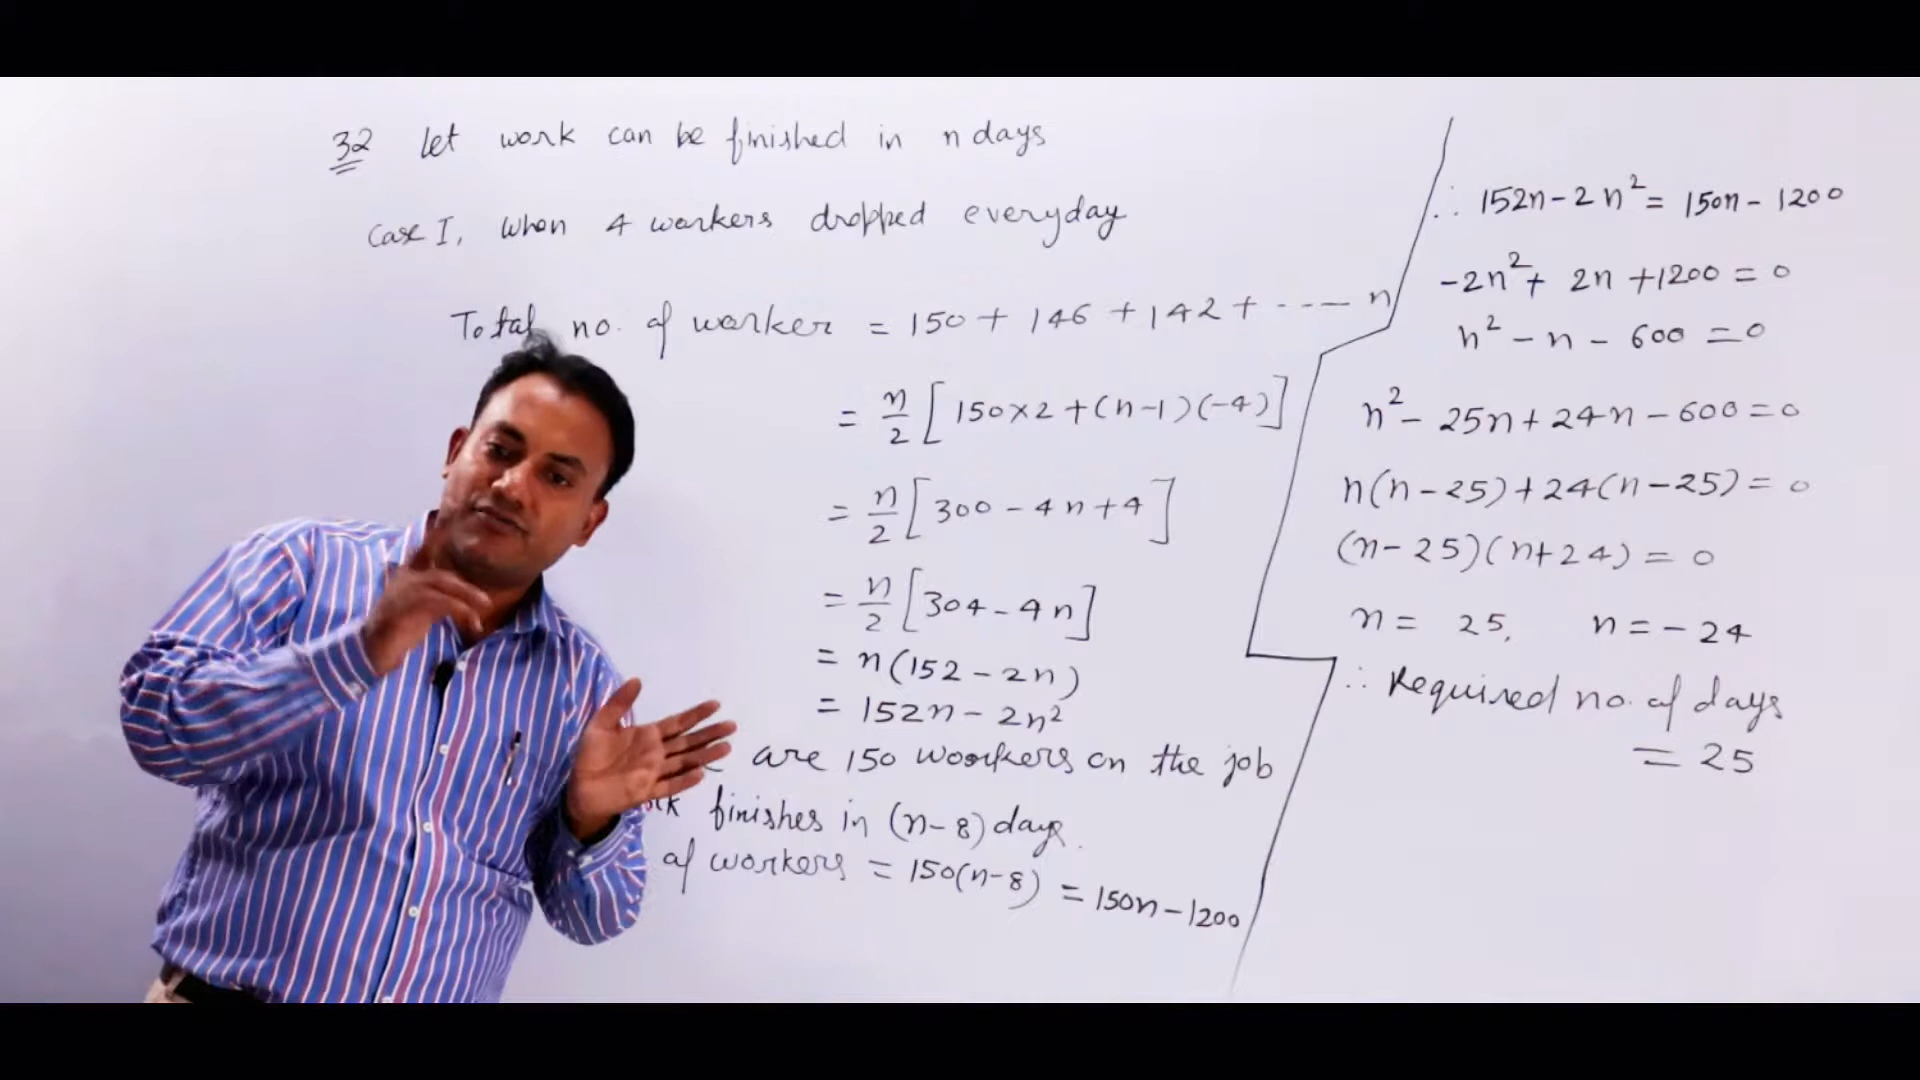 32 let work can be finished in n days
Case I, when 4 workers dropped everyday
Total no. of worker = 150 + 146 + 142 + ---- n
= n/2 [150×2 + (n-1)(-4)]
= n/2 [300 - 4n + 4]
= n/2 [304 - 4n]
= n(152 - 2n)
= 152n - 2n²
are 150 woorkers on the job
finishes in (n-8) days.
of workers = 150(n-8) = 150n - 1200
∴ 152n - 2n² = 150n - 1200
-2n² + 2n + 1200 = 0
n² - n - 600 = 0
n² - 25n + 24n - 600 = 0
n(n-25) + 24(n-25) = 0
(n-25)(n+24) = 0
n = 25, n = -24
∴ Required no. of days
= 25